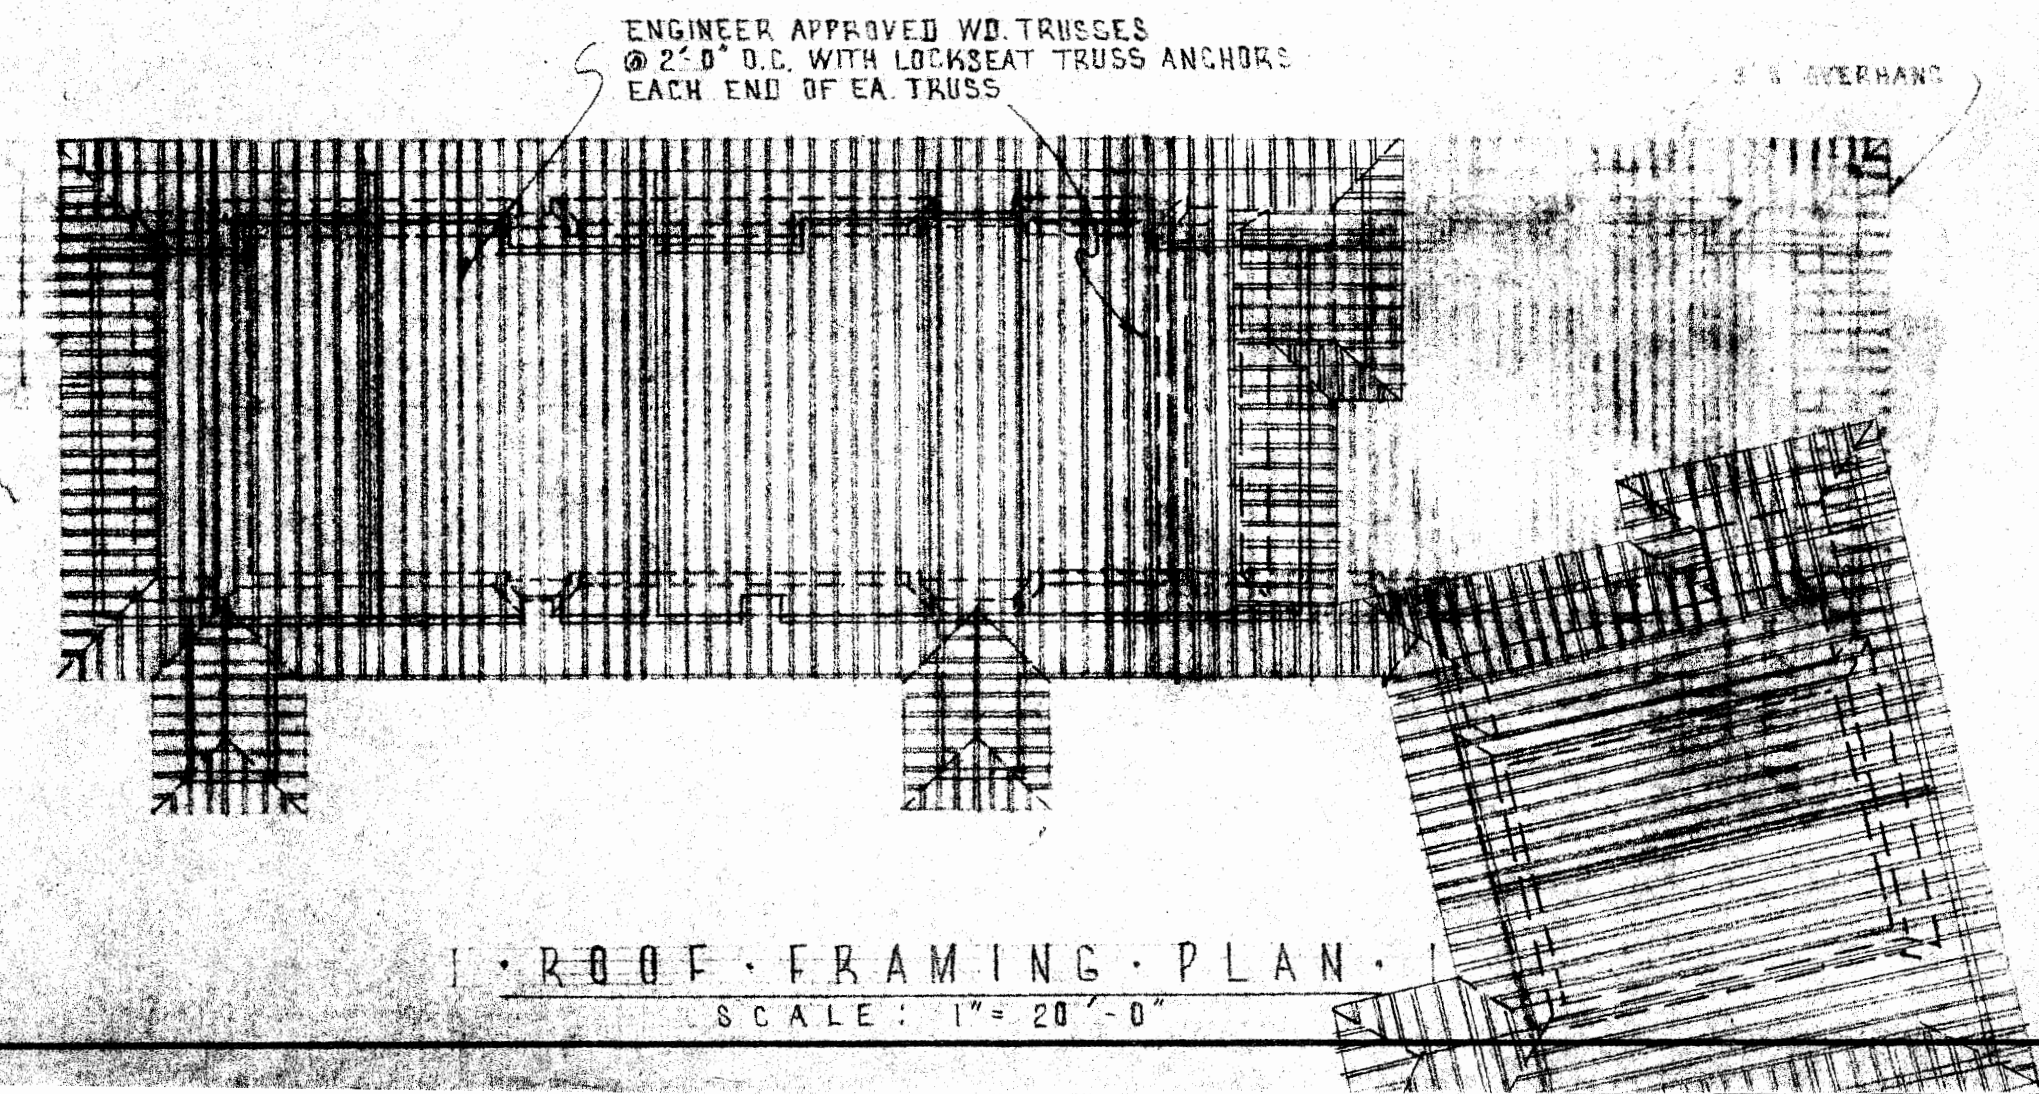 ENGINEER APPROVED WD. TRUSSES
@ 2'-0" O.C. WITH LOCKSEAT TRUSS ANCHORS
EACH END OF EA. TRUSS
OVERHANG
· ROOF · FRAMING · PLAN ·
SCALE: 1" = 20'-0"